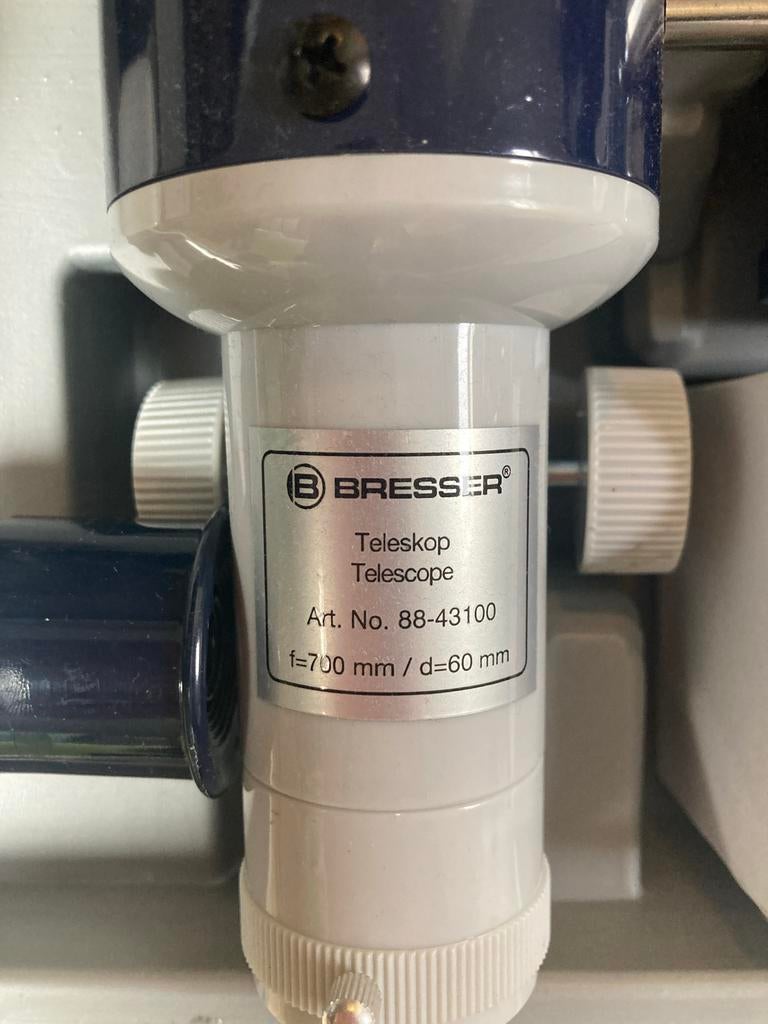 B BRESSER®
Teleskop
Telescope
Art. No. 88-43100
f=700 mm / d=60 mm